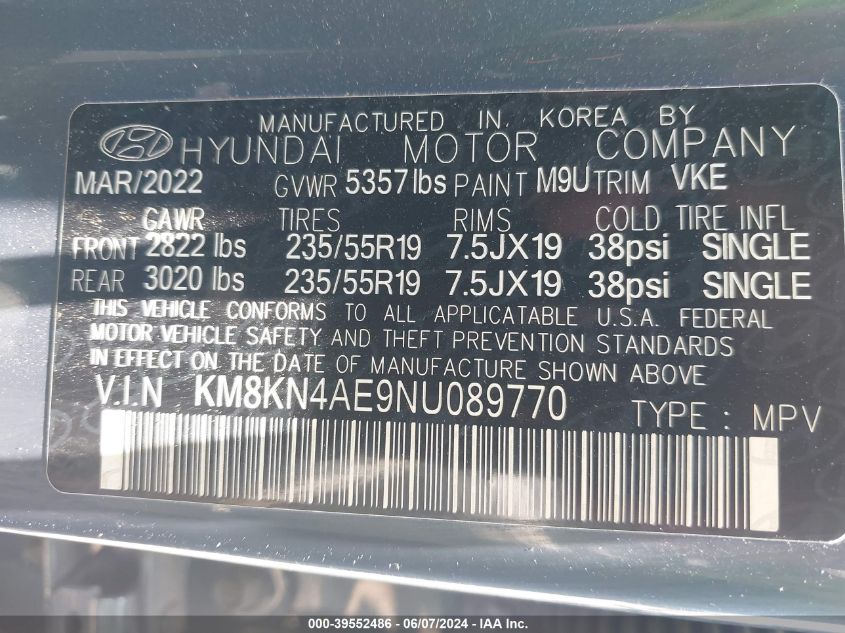 MANUFACTURED IN KOREA BY
HYUNDAI MOTOR COMPANY
MAR/2022 GVWR 5357 lbs PAINT M9U TRIM VKE
GAWR TIRES RIMS COLD TIRE INFL
FRONT 2822 lbs 235/55R19 7.5JX19 38psi SINGLE
REAR 3020 lbs 235/55R19 7.5JX19 38psi SINGLE
THIS VEHICLE CONFORMS TO ALL APPLICATABLE U.S.A. FEDERAL
MOTOR VEHICLE SAFETY AND THEFT PREVENTION STANDARDS
IN EFFECT ON THE DATE OF MANUFACTURE SHOWN ABOVE
V.I.N KM8KN4AE9NU089770 TYPE : MPV
000-39552486 - 06/07/2024 - IAAI. Inc.